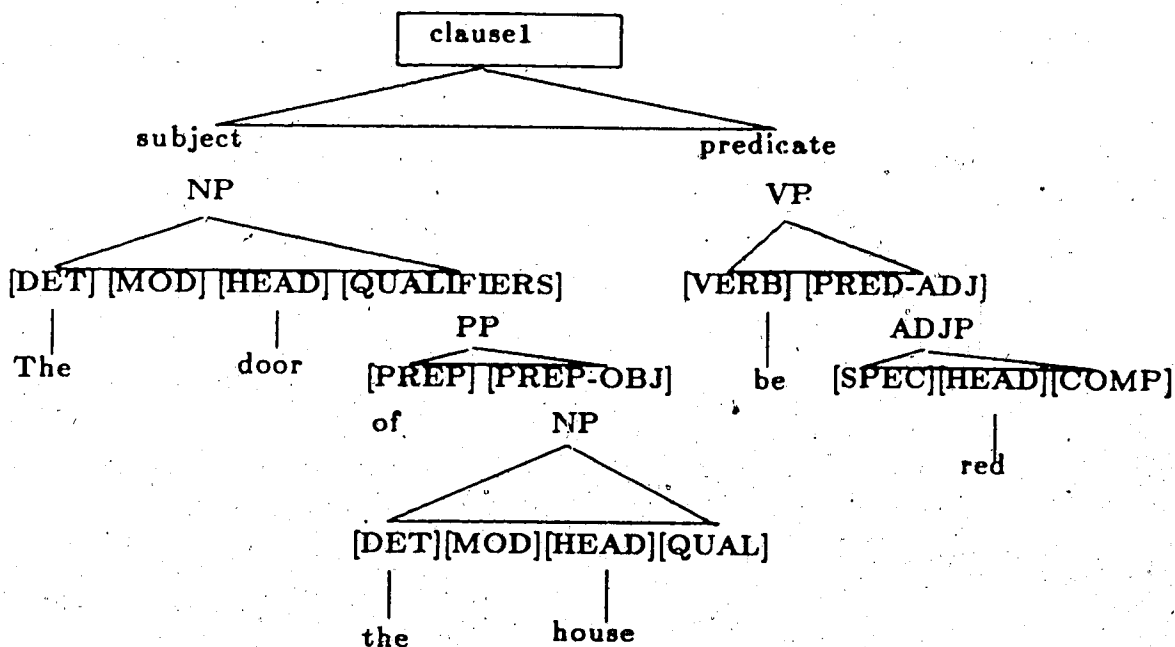 clause1
subject predicate
NP VP
[DET] [MOD] [HEAD] [QUALIFIERS] [VERB] [PRED-ADJ]
PP ADJP
The door be
[PREP] [PREP-OBJ] [SPEC][HEAD][COMP]
of NP
red
[DET][MOD][HEAD][QUAL]
the house